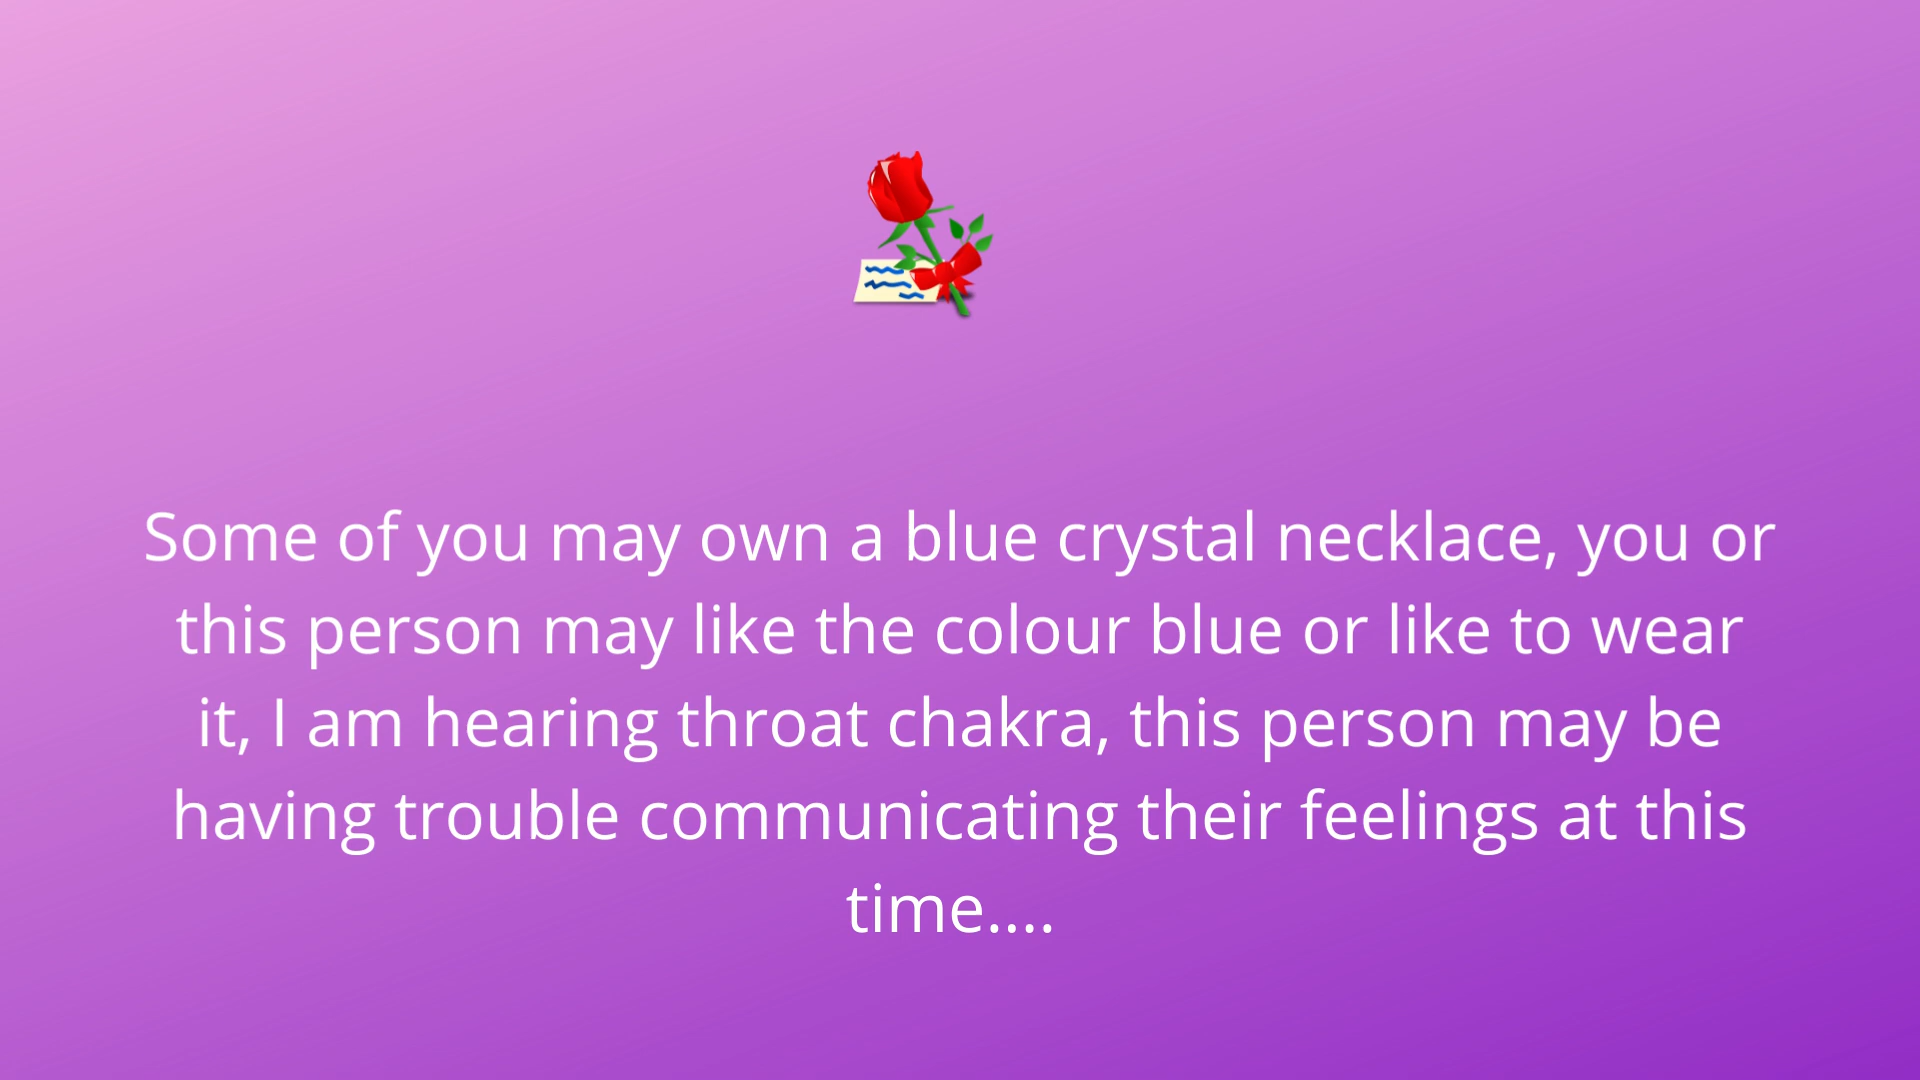 Some of you may own a blue crystal necklace, you or
this person may like the colour blue or like to wear
it, I am hearing throat chakra, this person may be
having trouble communicating their feelings at this
time....